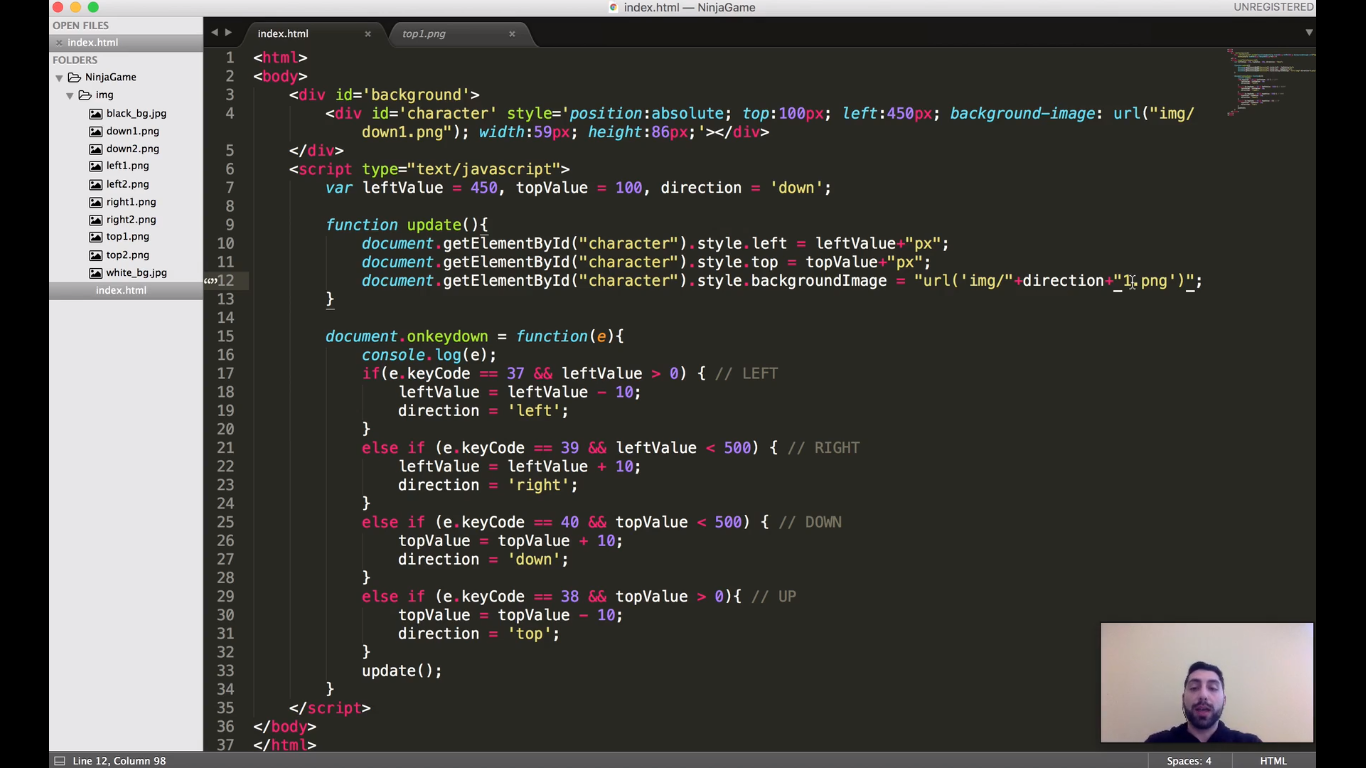 index.html — NinjaGame
UNREGISTERED
OPEN FILES
index.html
FOLDERS
NinjaGame
img
black_bg.jpg
down1.png
down2.png
left1.png
left2.png
right1.png
right2.png
top1.png
top2.png
white_bg.jpg
index.html
index.html
top1.png
1 <html>
2 <body>
3 <div id='background'>
4 <div id='character' style='position:absolute; top:100px; left:450px; background-image: url("img/
down1.png"); width:59px; height:86px;'></div>
5 </div>
6 <script type="text/javascript">
7 var leftValue = 450, topValue = 100, direction = 'down';
8
9 function update(){
10 document.getElementById("character").style.left = leftValue+"px";
11 document.getElementById("character").style.top = topValue+"px";
12 document.getElementById("character").style.backgroundImage = "url('img/"+direction+"1.png')";
13 }
14
15 document.onkeydown = function(e){
16 console.log(e);
17 if(e.keyCode == 37 && leftValue > 0) { // LEFT
18 leftValue = leftValue - 10;
19 direction = 'left';
20 }
21 else if (e.keyCode == 39 && leftValue < 500) { // RIGHT
22 leftValue = leftValue + 10;
23 direction = 'right';
24 }
25 else if (e.keyCode == 40 && topValue < 500) { // DOWN
26 topValue = topValue + 10;
27 direction = 'down';
28 }
29 else if (e.keyCode == 38 && topValue > 0){ // UP
30 topValue = topValue - 10;
31 direction = 'top';
32 }
33 update();
34 }
35 </script>
36 </body>
37 </html>
Line 12, Column 98
Spaces: 4
HTML